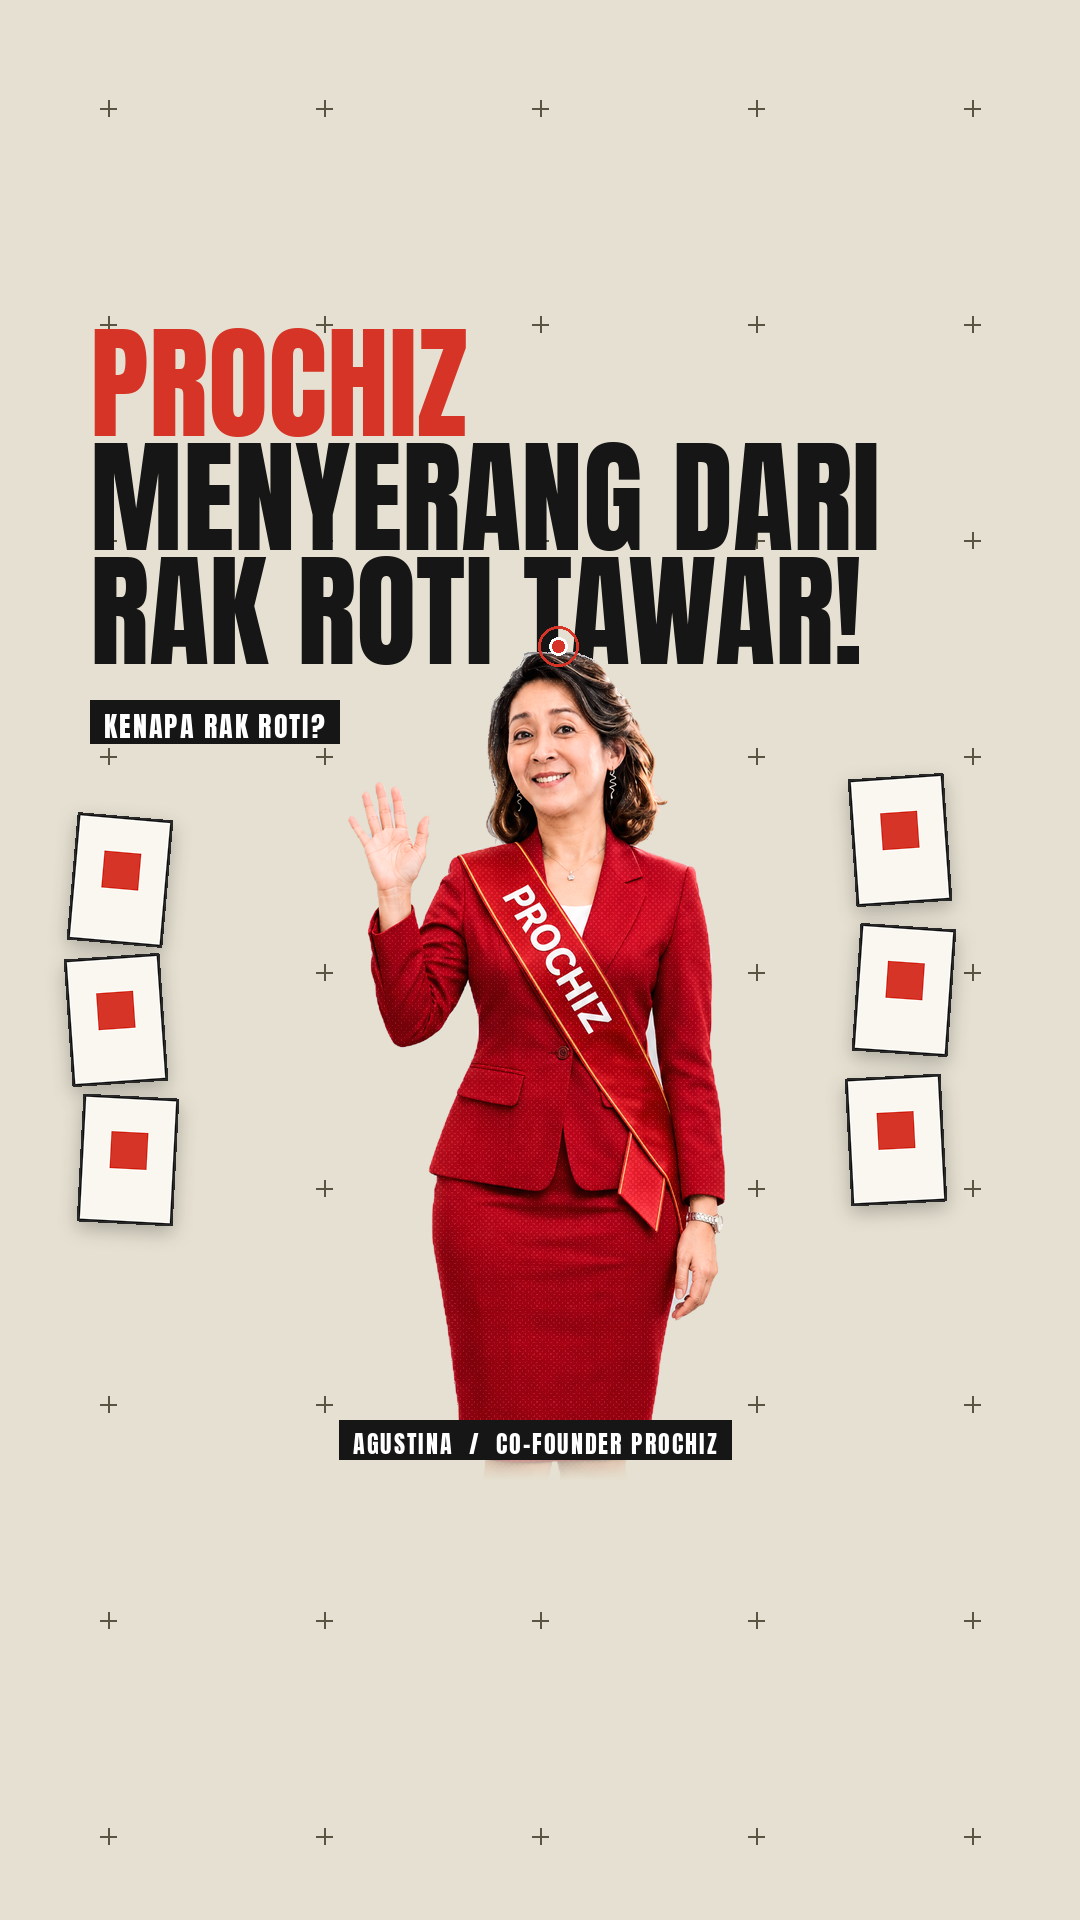 PROCHIZ
MENYERANG DARI
RAK ROTI TAWAR!
KENAPA RAK ROTI?
PROCHIZ
AGUSTINA / CO-FOUNDER PROCHIZ